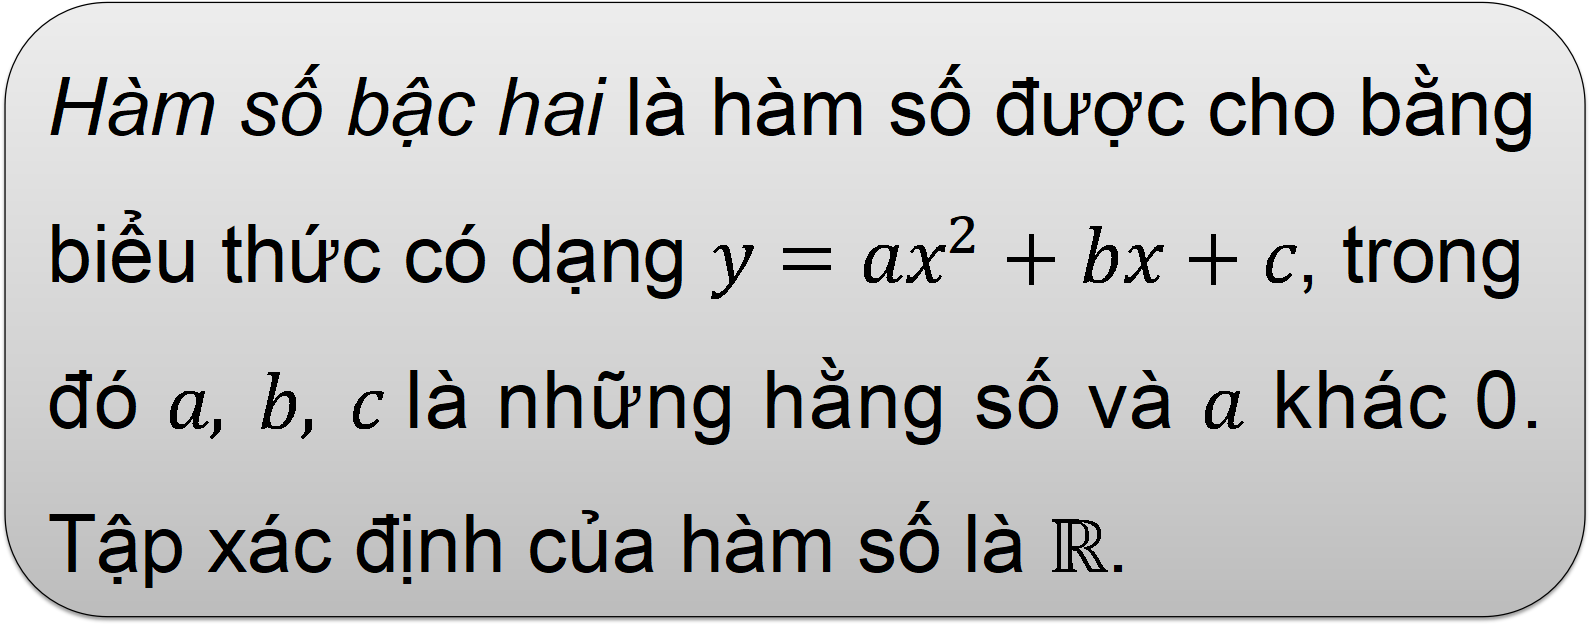 Hàm số bậc hai là hàm số được cho bằng
biểu thức có dạng y = ax² + bx + c, trong
đó a, b, c là những hằng số và a khác 0.
Tập xác định của hàm số là ℝ.